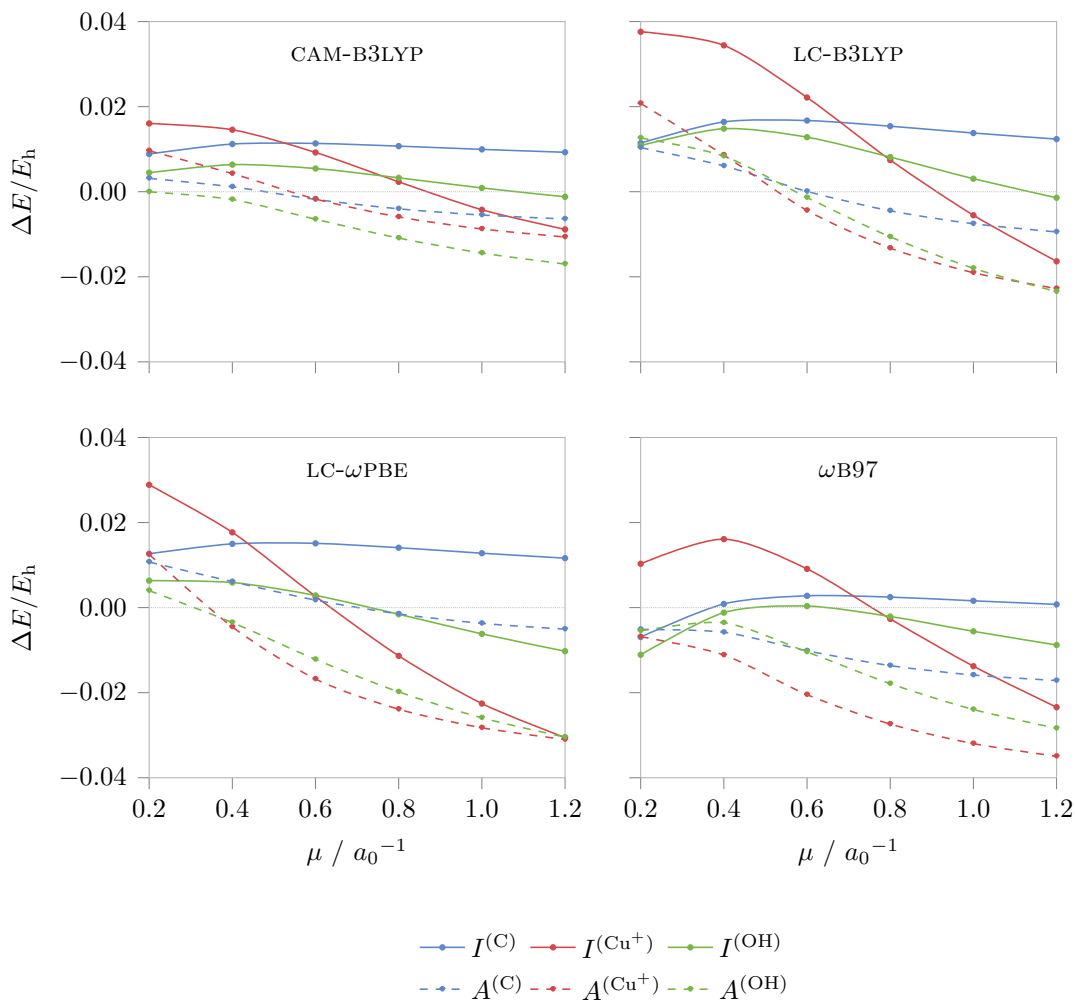 CAM-B3LYP
LC-B3LYP
0.04
0.02
0.00
−0.02
−0.04
ΔE/E_h
LC-ωPBE
ωB97
0.04
0.02
0.00
−0.02
−0.04
ΔE/E_h
0.2 0.4 0.6 0.8 1.0 1.2
0.2 0.4 0.6 0.8 1.0 1.2
μ / a₀⁻¹
μ / a₀⁻¹
I^(C) I^(Cu⁺) I^(OH)
A^(C) A^(Cu⁺) A^(OH)